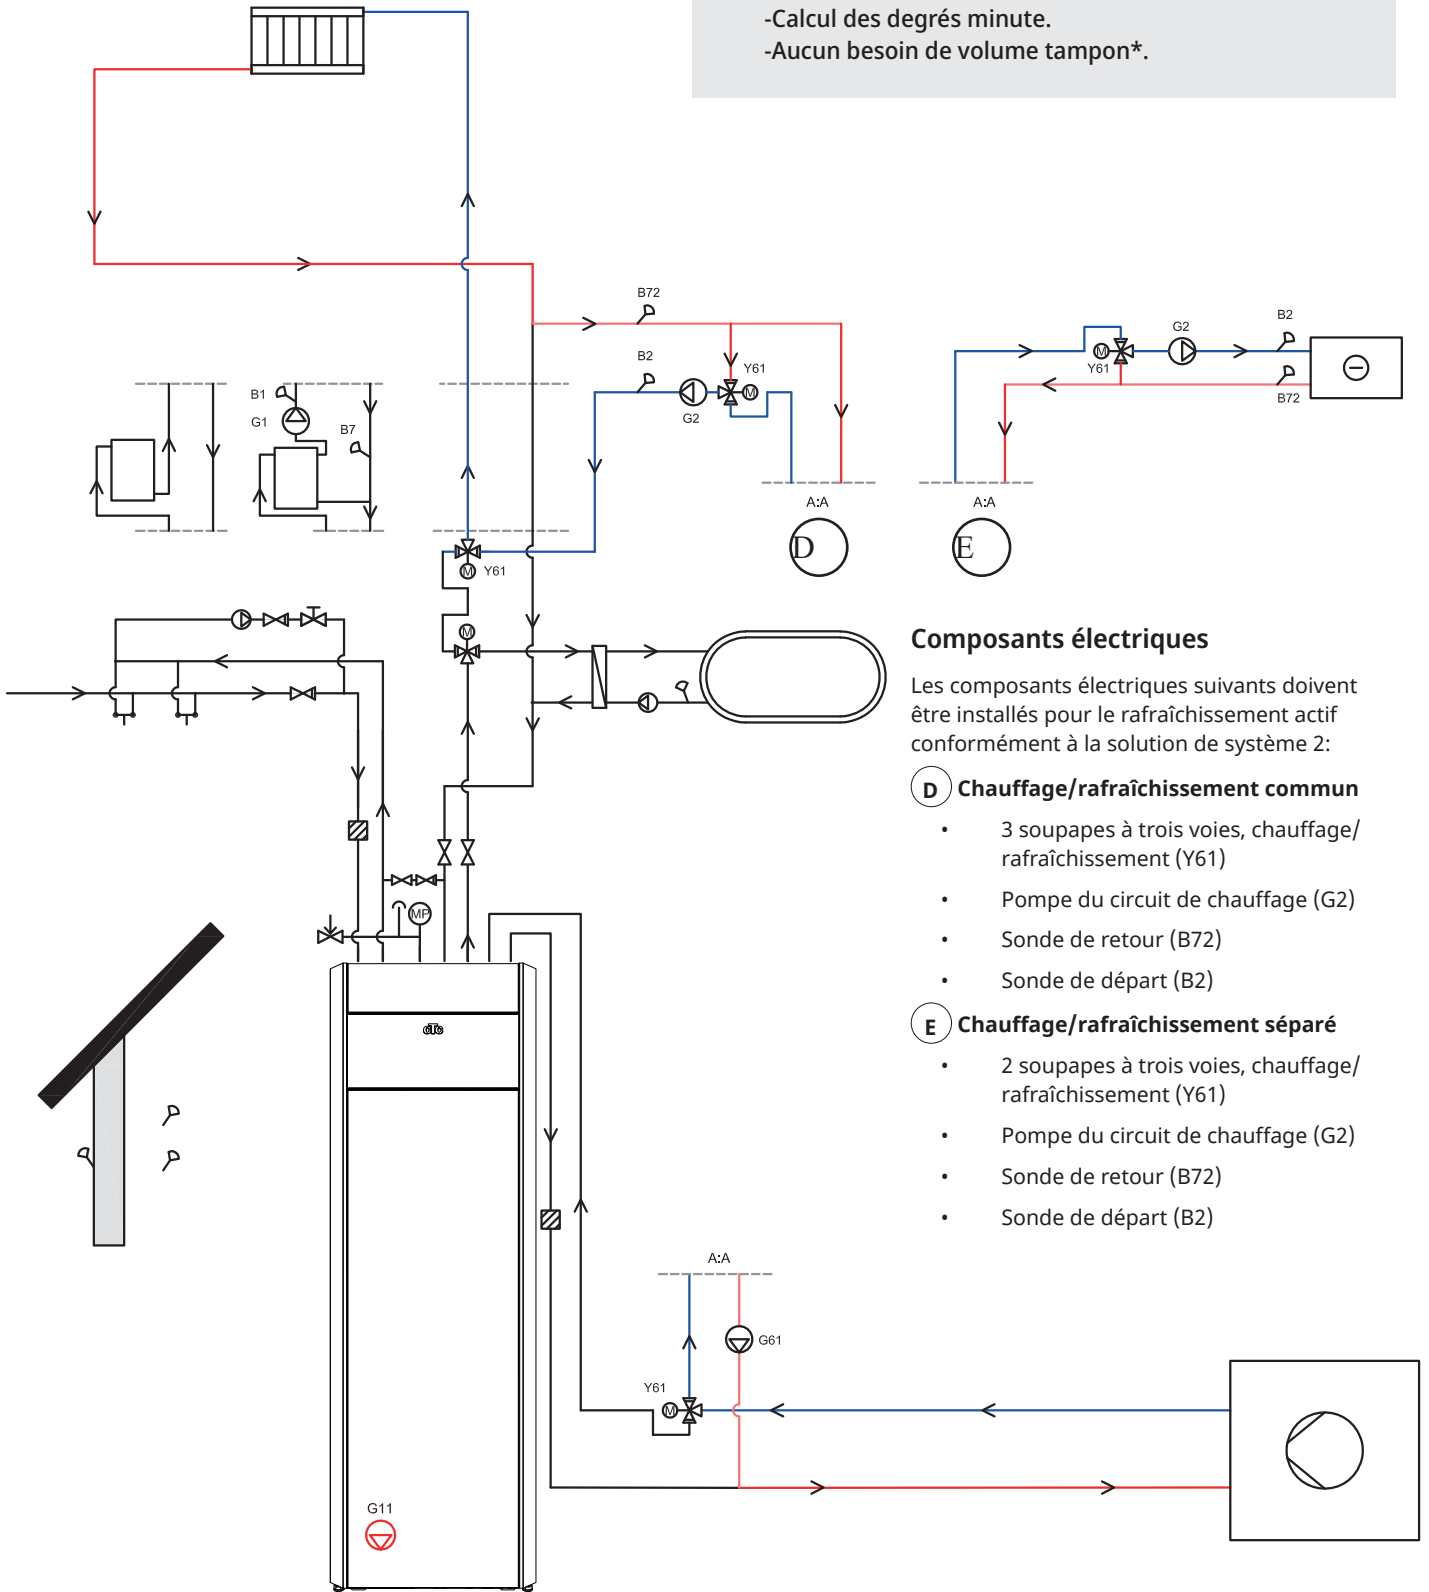 -Calcul des degrés minute.
-Aucun besoin de volume tampon*.
B72
B2
Y61
M
G2
G2
B2
M
Y61
B72
B1
G1
B7
A:A
D
A:A
E
M
Y61
M
Composants électriques
Les composants électriques suivants doivent
être installés pour le rafraîchissement actif
conformément à la solution de système 2:
D Chauffage/rafraîchissement commun
• 3 soupapes à trois voies, chauffage/
rafraîchissement (Y61)
• Pompe du circuit de chauffage (G2)
• Sonde de retour (B72)
• Sonde de départ (B2)
E Chauffage/rafraîchissement séparé
• 2 soupapes à trois voies, chauffage/
rafraîchissement (Y61)
• Pompe du circuit de chauffage (G2)
• Sonde de retour (B72)
• Sonde de départ (B2)
MP
CTC
A:A
G61
Y61
M
G11